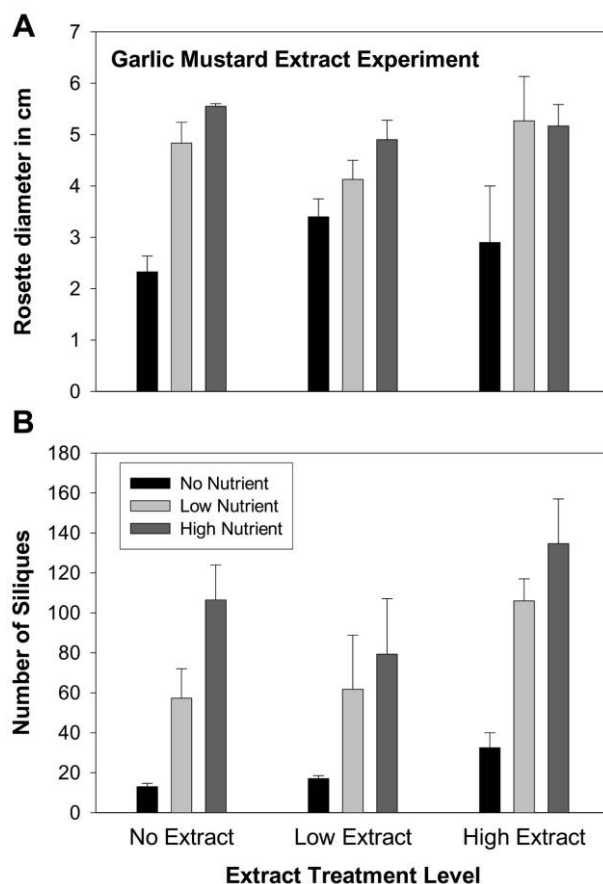 A
Garlic Mustard Extract Experiment
Rosette diameter in cm
7
6
5
4
3
2
1
0
B
Number of Siliques
180
160
140
120
100
80
60
40
20
0
No Nutrient
Low Nutrient
High Nutrient
No Extract Low Extract High Extract
Extract Treatment Level